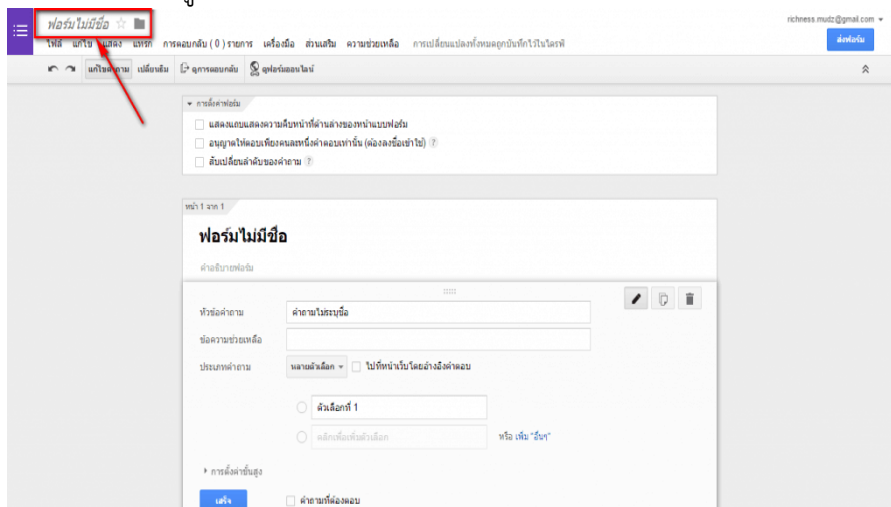 ฟอร์มไม่มีชื่อ
richness.mudz@gmail.com
ไฟล์ แก้ไข แสดง แทรก การตอบกลับ ( 0 ) รายการ เครื่องมือ ส่วนเสริม ความช่วยเหลือ การเปลี่ยนแปลงทั้งหมดถูกบันทึกไว้ในไดรฟ์
ส่งฟอร์ม
แก้ไขคำถาม เปลี่ยนธีม ดูการตอบกลับ ดูฟอร์มออนไลน์
การตั้งค่าฟอร์ม
แสดงแถบแสดงความคืบหน้าที่ด้านล่างของหน้าแบบฟอร์ม
อนุญาตให้ตอบเพียงคนละหนึ่งคำตอบเท่านั้น (ต้องลงชื่อเข้าใช้) ?
สับเปลี่ยนลำดับของคำถาม ?
หน้า 1 จาก 1
ฟอร์มไม่มีชื่อ
คำอธิบายฟอร์ม
หัวข้อคำถาม คำถามไม่ระบุชื่อ
ข้อความช่วยเหลือ
ประเภทคำถาม หลายตัวเลือก ไปที่หน้าเว็บโดยอ้างอิงคำตอบ
ตัวเลือกที่ 1
คลิกเพื่อเพิ่มตัวเลือก หรือ เพิ่ม "อื่นๆ"
การตั้งค่าขั้นสูง
เสร็จ คำถามที่ต้องตอบ